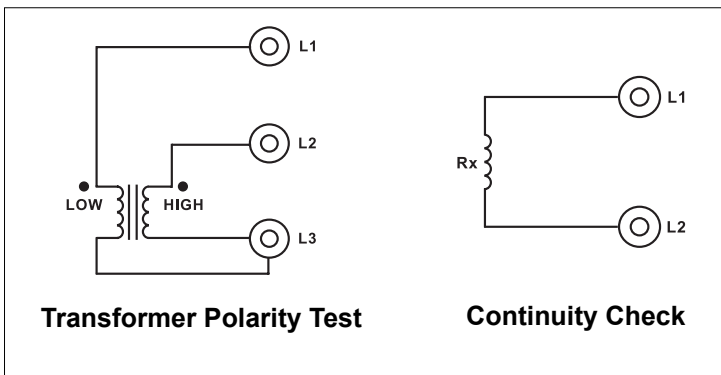 L1
L2
LOW
HIGH
L3
Transformer Polarity Test
L1
Rx
L2
Continuity Check